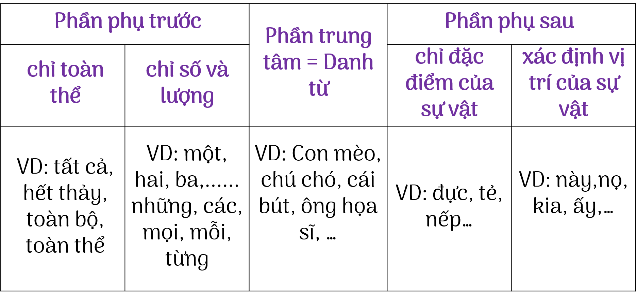 Phần phụ trước
Phần trung
tâm = Danh
từ
Phần phụ sau
chỉ toàn
thể
chỉ số và
lượng
chỉ đặc
điểm của
sự vật
xác định vị
trí của sự
vật
VD: tất cả,
hết thảy,
toàn bộ,
toàn thể
VD: một,
hai, ba,......
những, các,
mọi, mỗi,
từng
VD: Con mèo,
chú chó, cái
bút, ông họa
sĩ, ...
VD: đực, tẻ,
nếp...
VD: này,nọ,
kia, ấy,...